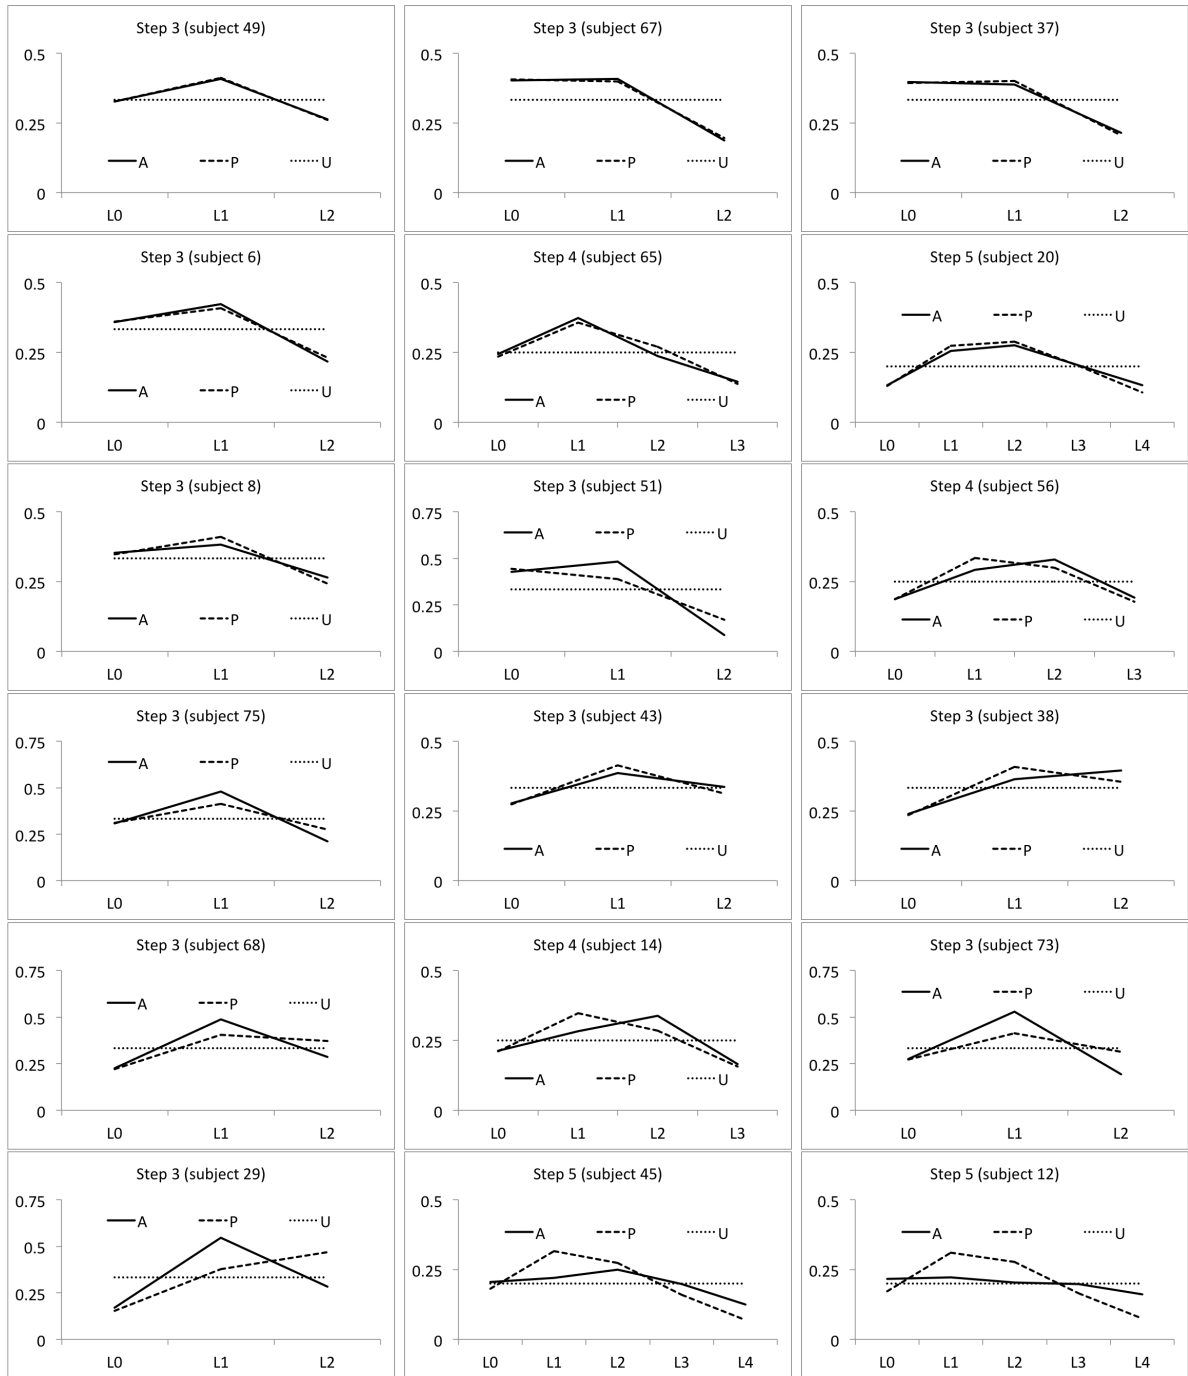 Step 3 (subject 49)
0.5
0.25
0
A P U
L0 L1 L2
Step 3 (subject 67)
0.5
0.25
0
A P U
L0 L1 L2
Step 3 (subject 37)
0.5
0.25
0
A P U
L0 L1 L2
Step 3 (subject 6)
0.5
0.25
0
A P U
L0 L1 L2
Step 4 (subject 65)
0.5
0.25
0
A P U
L0 L1 L2 L3
Step 5 (subject 20)
0.5
A P U
0.25
0
L0 L1 L2 L3 L4
Step 3 (subject 8)
0.5
0.25
A P U
0
L0 L1 L2
Step 3 (subject 51)
0.75
A P U
0.5
0.25
0
L0 L1 L2
Step 4 (subject 56)
0.5
0.25
A P U
0
L0 L1 L2 L3
Step 3 (subject 75)
0.75
A P U
0.5
0.25
0
L0 L1 L2
Step 3 (subject 43)
0.5
0.25
A P U
0
L0 L1 L2
Step 3 (subject 38)
0.5
0.25
A P U
0
L0 L1 L2
Step 3 (subject 68)
0.75
A P U
0.5
0.25
0
L0 L1 L2
Step 4 (subject 14)
0.5
0.25
A P U
0
L0 L1 L2 L3
Step 3 (subject 73)
0.75
A P U
0.5
0.25
0
L0 L1 L2
Step 3 (subject 29)
0.75
A P U
0.5
0.25
0
L0 L1 L2
Step 5 (subject 45)
0.5
A P U
0.25
0
L0 L1 L2 L3 L4
Step 5 (subject 12)
0.5
A P U
0.25
0
L0 L1 L2 L3 L4